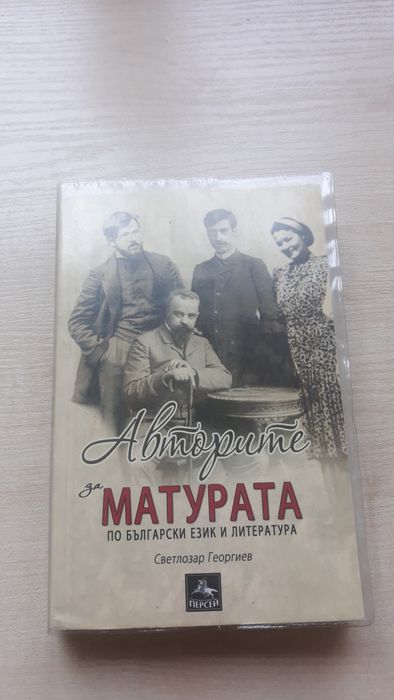 Авторите
за
МАТУРАТА
ПО БЪЛГАРСКИ ЕЗИК И ЛИТЕРАТУРА
Светлозар Георгиев
ПЕРСЕЙ